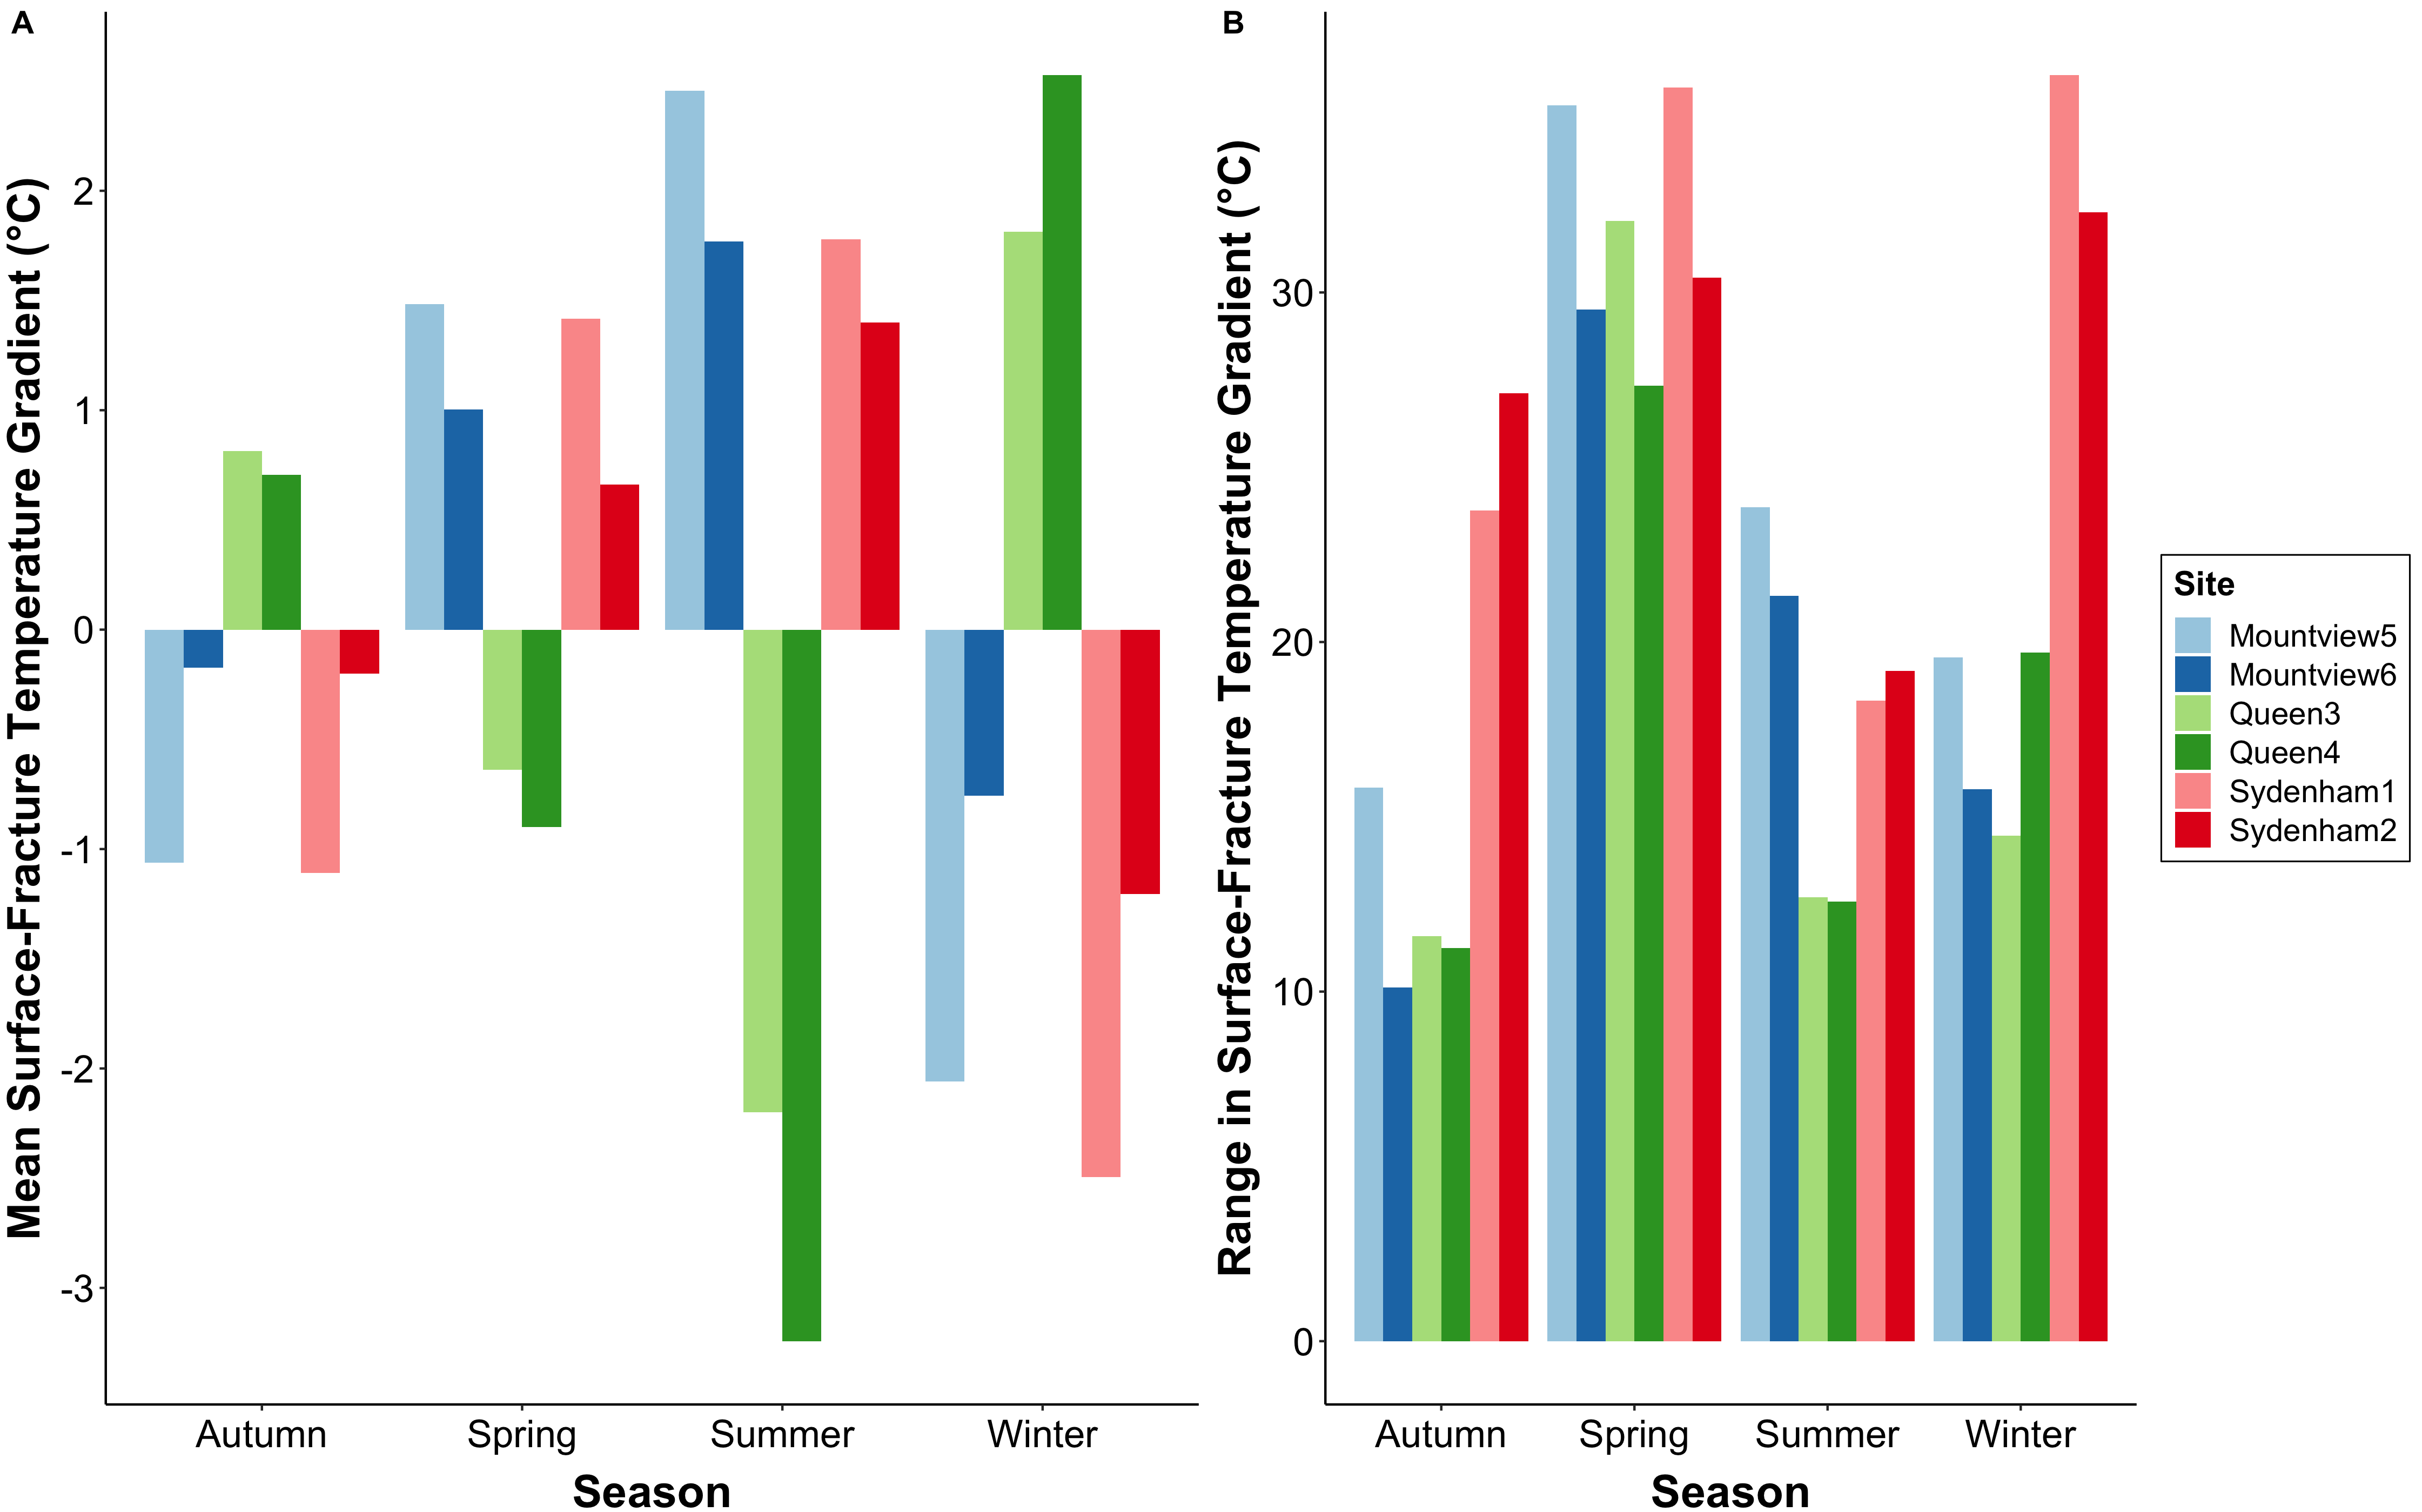 A
Mean Surface-Fracture Temperature Gradient (°C)
2
1
0
-1
-2
-3
Autumn Spring Summer Winter
Season
B
Range in Surface-Fracture Temperature Gradient (°C)
30
20
10
0
Autumn Spring Summer Winter
Season
Site
Mountview5
Mountview6
Queen3
Queen4
Sydenham1
Sydenham2